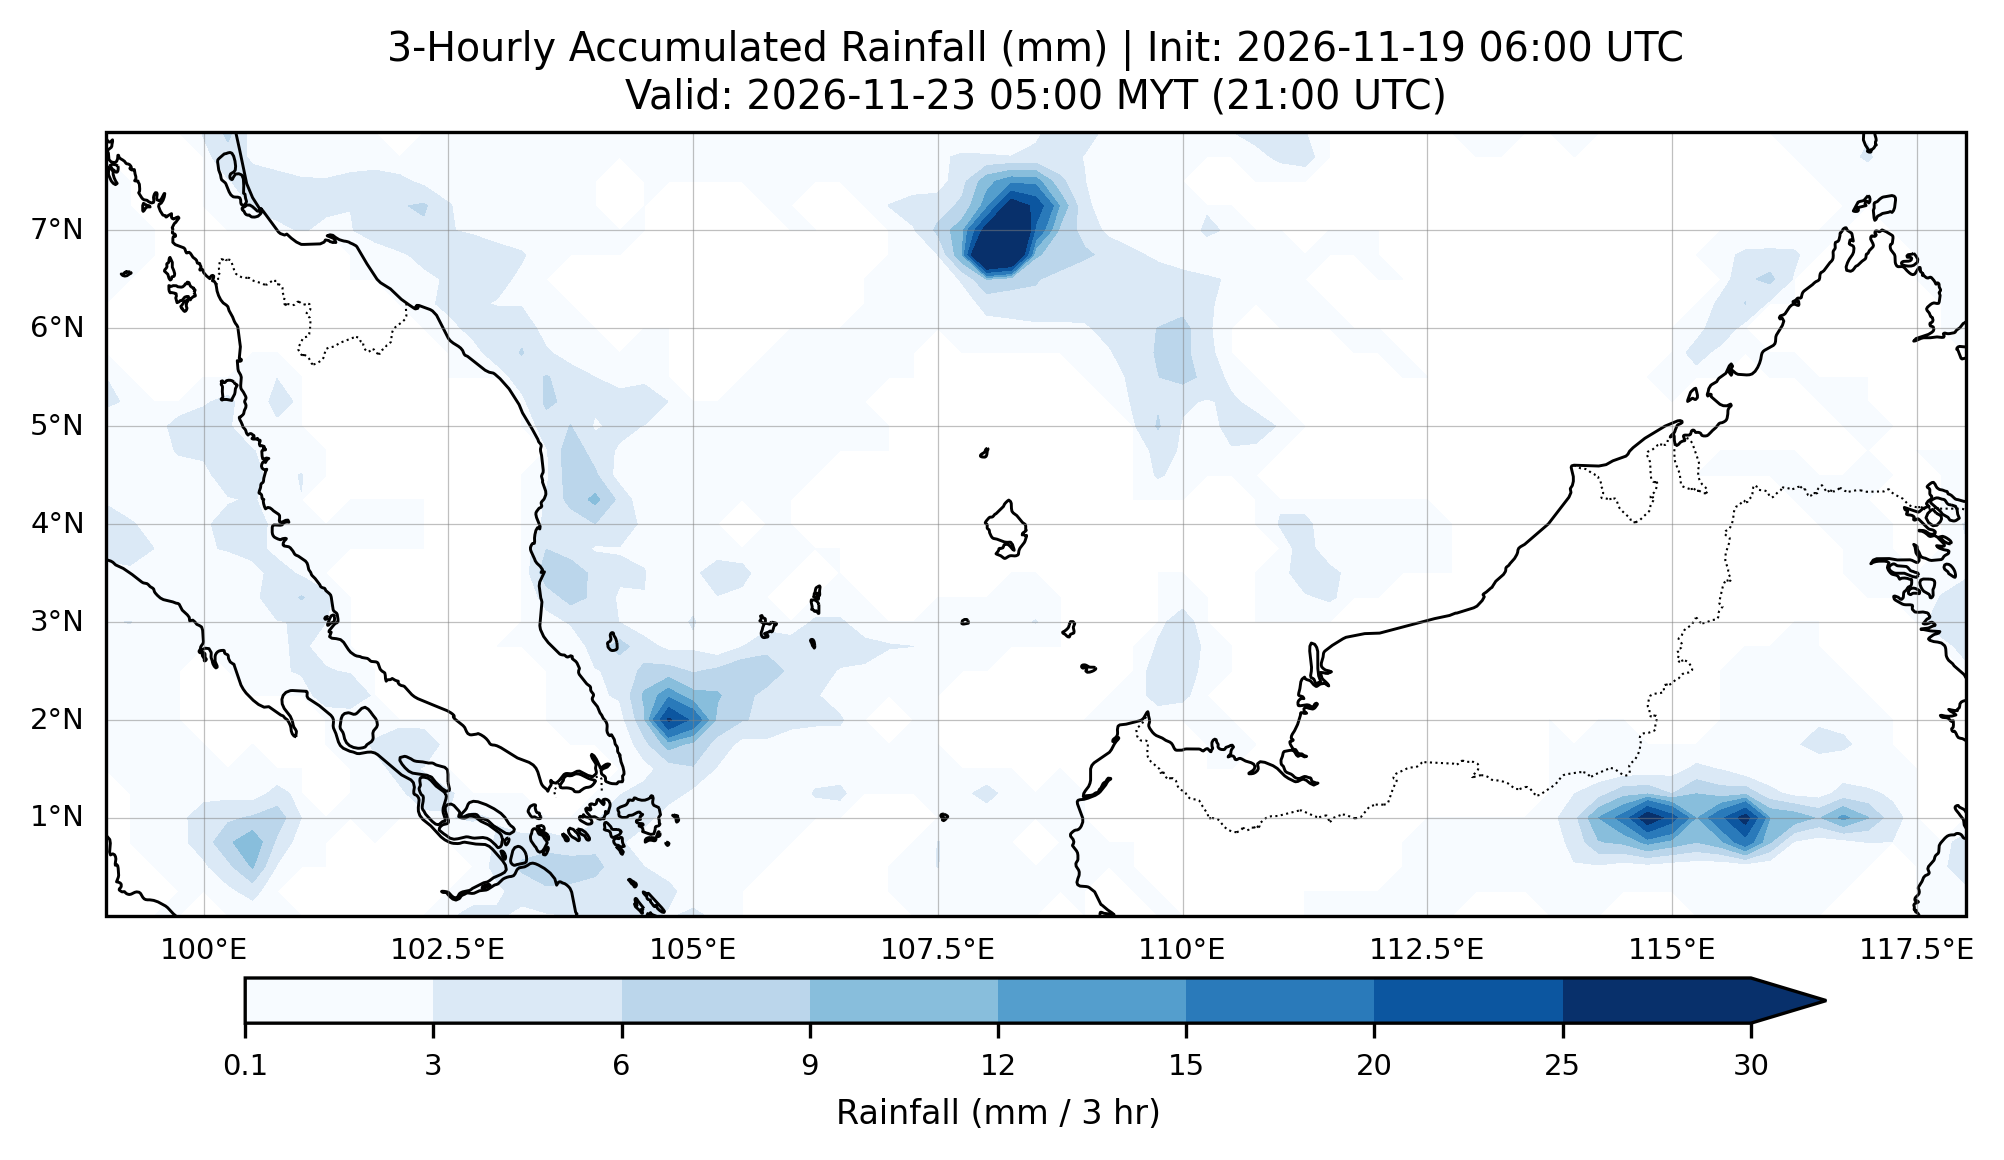 3-Hourly Accumulated Rainfall (mm) | Init: 2026-11-19 06:00 UTC
Valid: 2026-11-23 05:00 MYT (21:00 UTC)
7°N
6°N
5°N
4°N
3°N
2°N
1°N
100°E 102.5°E 105°E 107.5°E 110°E 112.5°E 115°E 117.5°E
0.1 3 6 9 12 15 20 25 30
Rainfall (mm / 3 hr)